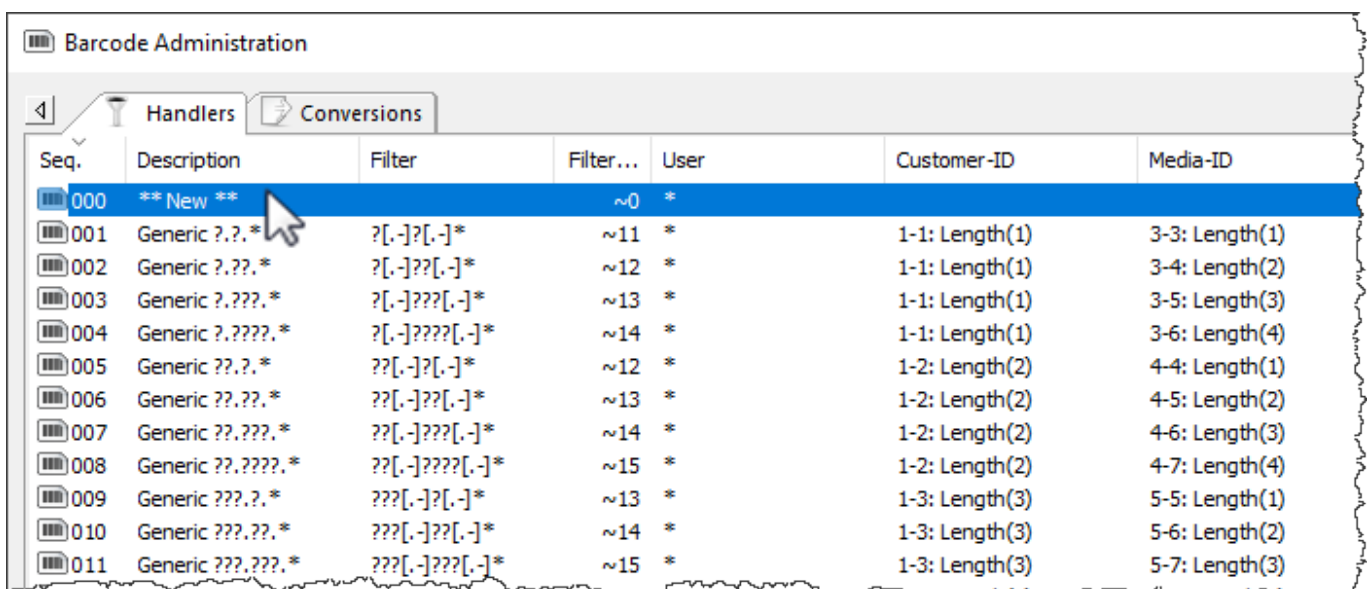 Barcode Administration
Handlers Conversions
Seq. Description Filter Filter... User Customer-ID Media-ID
000 ** New ** ~0 *
001 Generic ?.?.* ?[.-]?[.-]* ~11 * 1-1: Length(1) 3-3: Length(1)
002 Generic ?.??.* ?[.-]??[.-]* ~12 * 1-1: Length(1) 3-4: Length(2)
003 Generic ?.???.* ?[.-]???[.-]* ~13 * 1-1: Length(1) 3-5: Length(3)
004 Generic ?.????.* ?[.-]????[.-]* ~14 * 1-1: Length(1) 3-6: Length(4)
005 Generic ??.?.* ??[.-]?[.-]* ~12 * 1-2: Length(2) 4-4: Length(1)
006 Generic ??.??.* ??[.-]??[.-]* ~13 * 1-2: Length(2) 4-5: Length(2)
007 Generic ??.???.* ??[.-]???[.-]* ~14 * 1-2: Length(2) 4-6: Length(3)
008 Generic ??.????.* ??[.-]????[.-]* ~15 * 1-2: Length(2) 4-7: Length(4)
009 Generic ???.?.* ???[.-]?[.-]* ~13 * 1-3: Length(3) 5-5: Length(1)
010 Generic ???.??.* ???[.-]??[.-]* ~14 * 1-3: Length(3) 5-6: Length(2)
011 Generic ???.???.* ???[.-]???[.-]* ~15 * 1-3: Length(3) 5-7: Length(3)